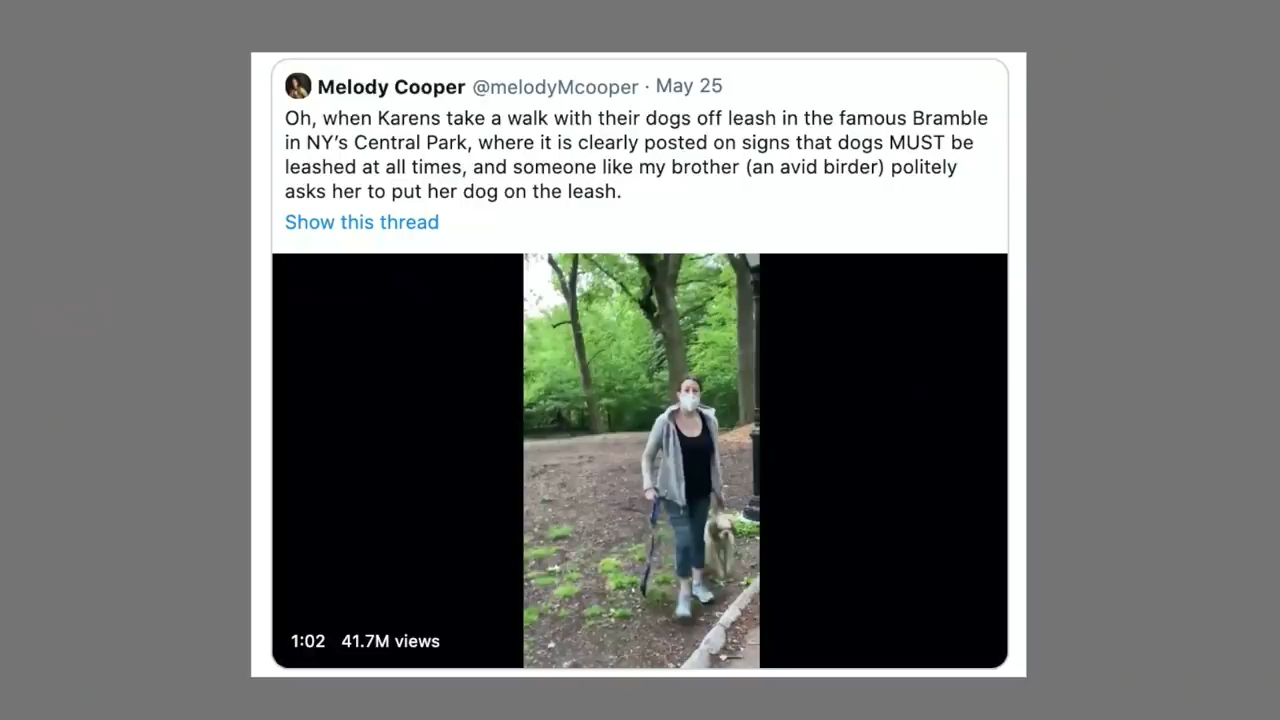 Melody Cooper @melodyMcooper · May 25
Oh, when Karens take a walk with their dogs off leash in the famous Bramble
in NY’s Central Park, where it is clearly posted on signs that dogs MUST be
leashed at all times, and someone like my brother (an avid birder) politely
asks her to put her dog on the leash.
Show this thread
1:02 41.7M views